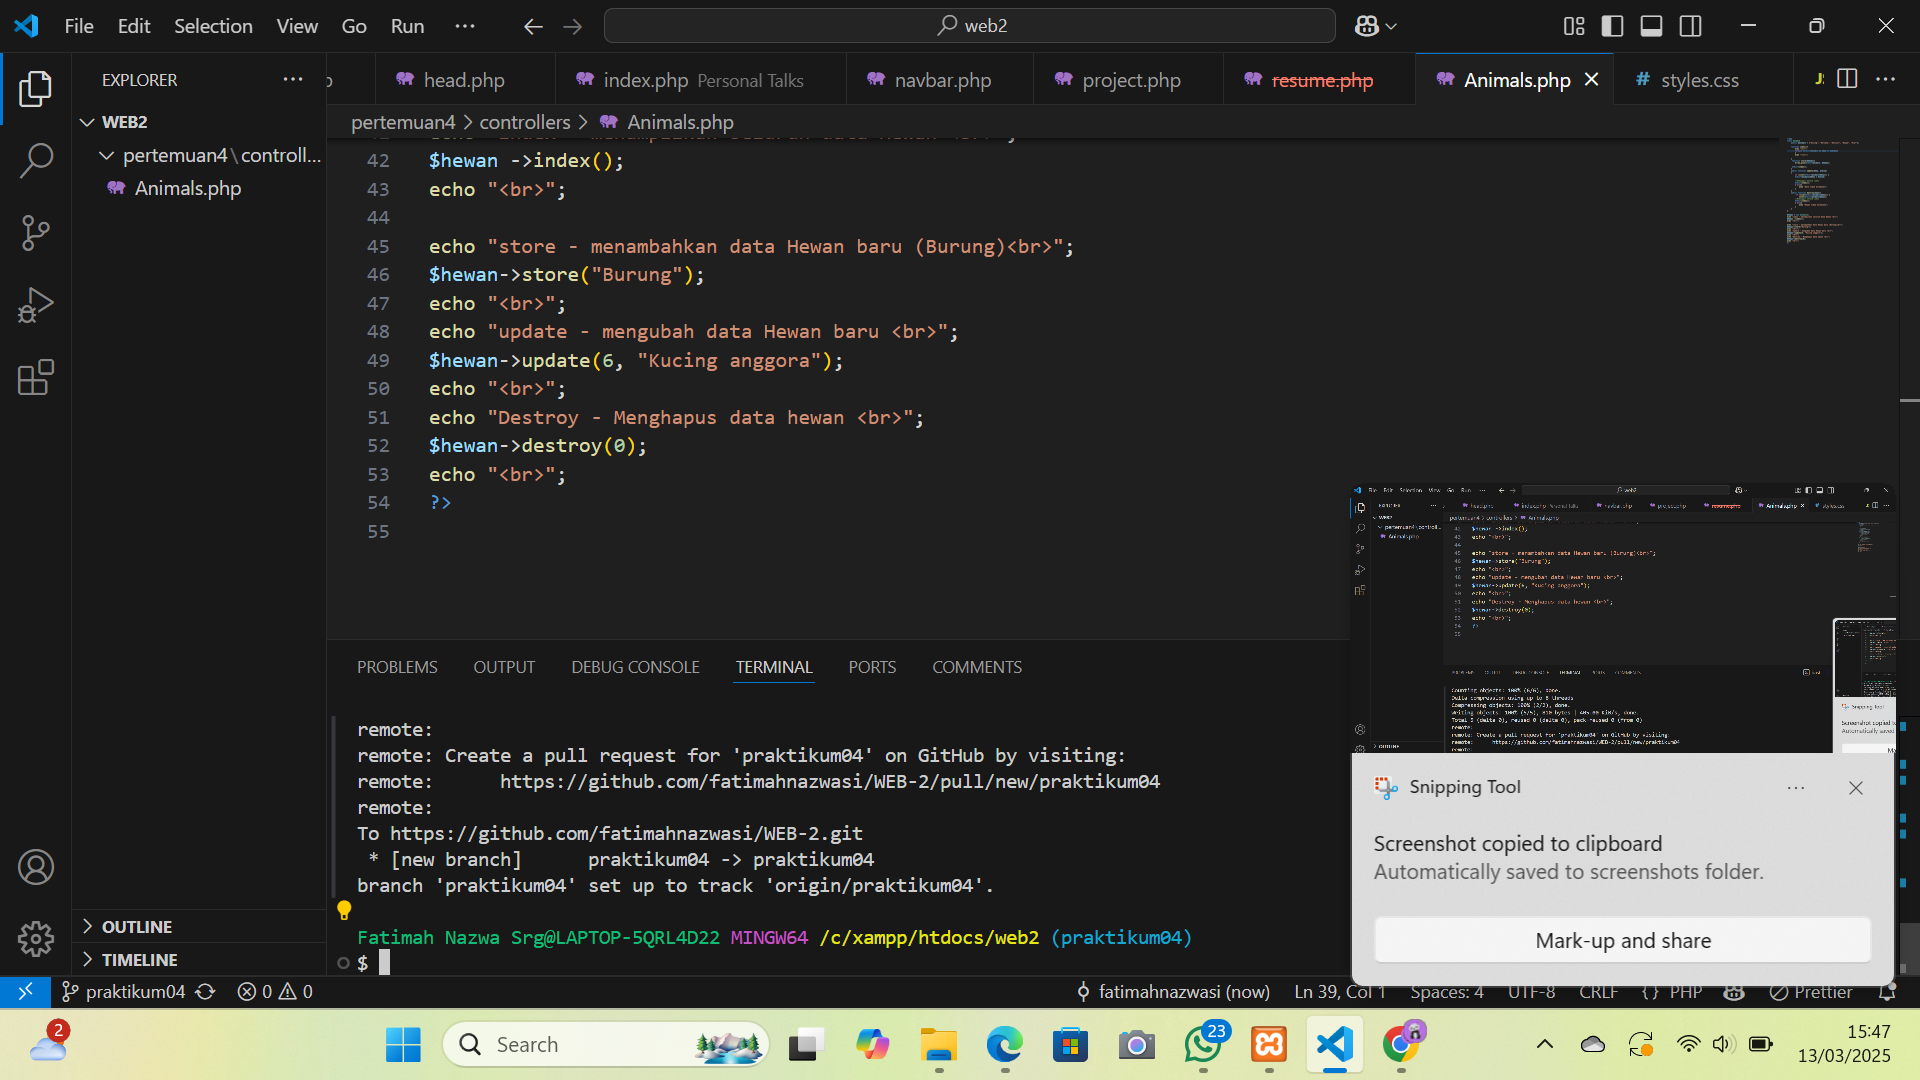 File Edit Selection View Go Run ···
web2
EXPLORER ···
head.php index.php Personal Talks navbar.php project.php resume.php Animals.php # styles.css ···
pertemuan4 > controllers > Animals.php
WEB2
pertemuan4\controll...
Animals.php
42 $hewan ->index();
43 echo "<br>";
44
45 echo "store - menambahkan data Hewan baru (Burung)<br>";
46 $hewan->store("Burung");
47 echo "<br>";
48 echo "update - mengubah data Hewan baru <br>";
49 $hewan->update(6, "Kucing anggora");
50 echo "<br>";
51 echo "Destroy - Menghapus data hewan <br>";
52 $hewan->destroy(0);
53 echo "<br>";
54 ?>
55
PROBLEMS OUTPUT DEBUG CONSOLE TERMINAL PORTS COMMENTS
remote:
remote: Create a pull request for 'praktikum04' on GitHub by visiting:
remote:      https://github.com/fatimahnazwasi/WEB-2/pull/new/praktikum04
remote:
To https://github.com/fatimahnazwasi/WEB-2.git
 * [new branch]      praktikum04 -> praktikum04
branch 'praktikum04' set up to track 'origin/praktikum04'.
Fatimah Nazwa Srg@LAPTOP-5QRL4D22 MINGW64 /c/xampp/htdocs/web2 (praktikum04)
$
OUTLINE
TIMELINE
Snipping Tool ···
Screenshot copied to clipboard
Automatically saved to screenshots folder.
Mark-up and share
praktikum04 0 0 fatimahnazwasi (now) Ln 39, Col 1 Spaces: 4 UTF-8 CRLF {} PHP Prettier
2
Search
23
15:47
13/03/2025